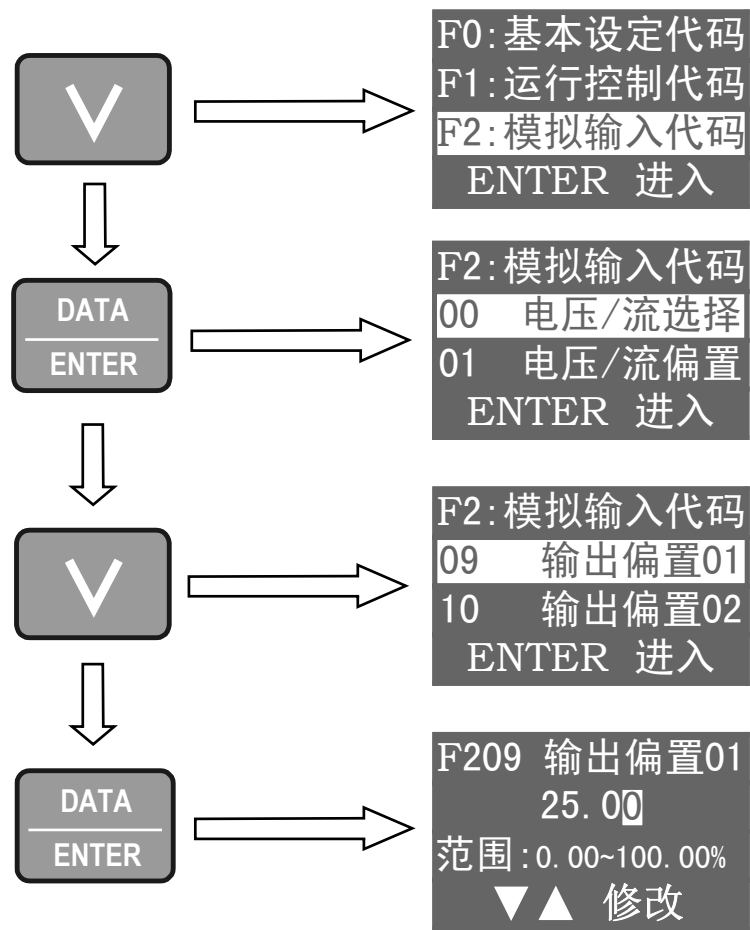 F0:基本设定代码
F1:运行控制代码
F2:模拟输入代码
ENTER 进入
DATA
ENTER
F2:模拟输入代码
00 电压/流选择
01 电压/流偏置
ENTER 进入
F2:模拟输入代码
09 输出偏置01
10 输出偏置02
ENTER 进入
DATA
ENTER
F209 输出偏置01
25.00
范围:0.00~100.00%
▼▲ 修改